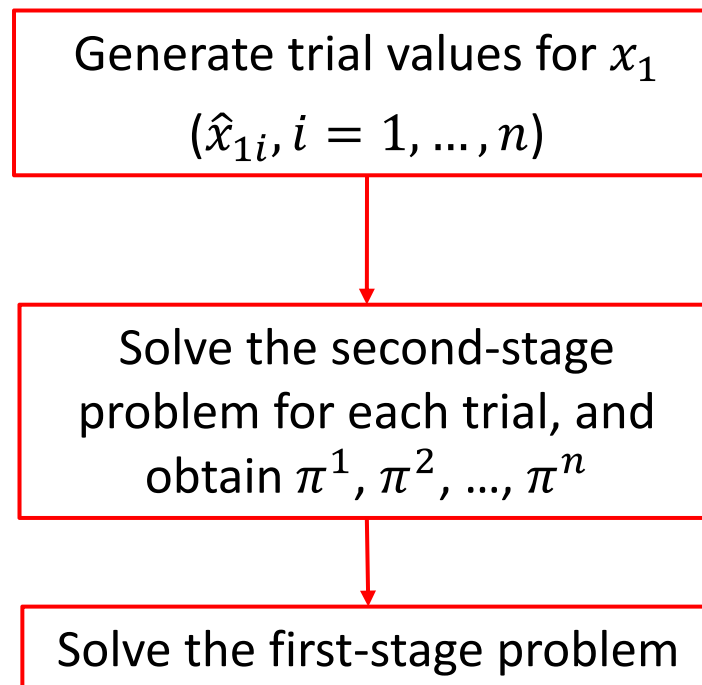 Generate trial values for x₁
(x̂₁ᵢ, i = 1, …, n)
Solve the second-stage
problem for each trial, and
obtain π¹, π², …, πⁿ
Solve the first-stage problem